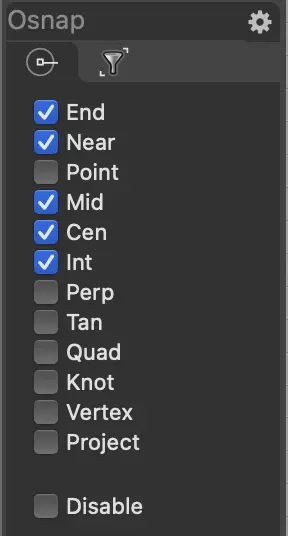 Osnap
End
Near
Point
Mid
Cen
Int
Perp
Tan
Quad
Knot
Vertex
Project
Disable